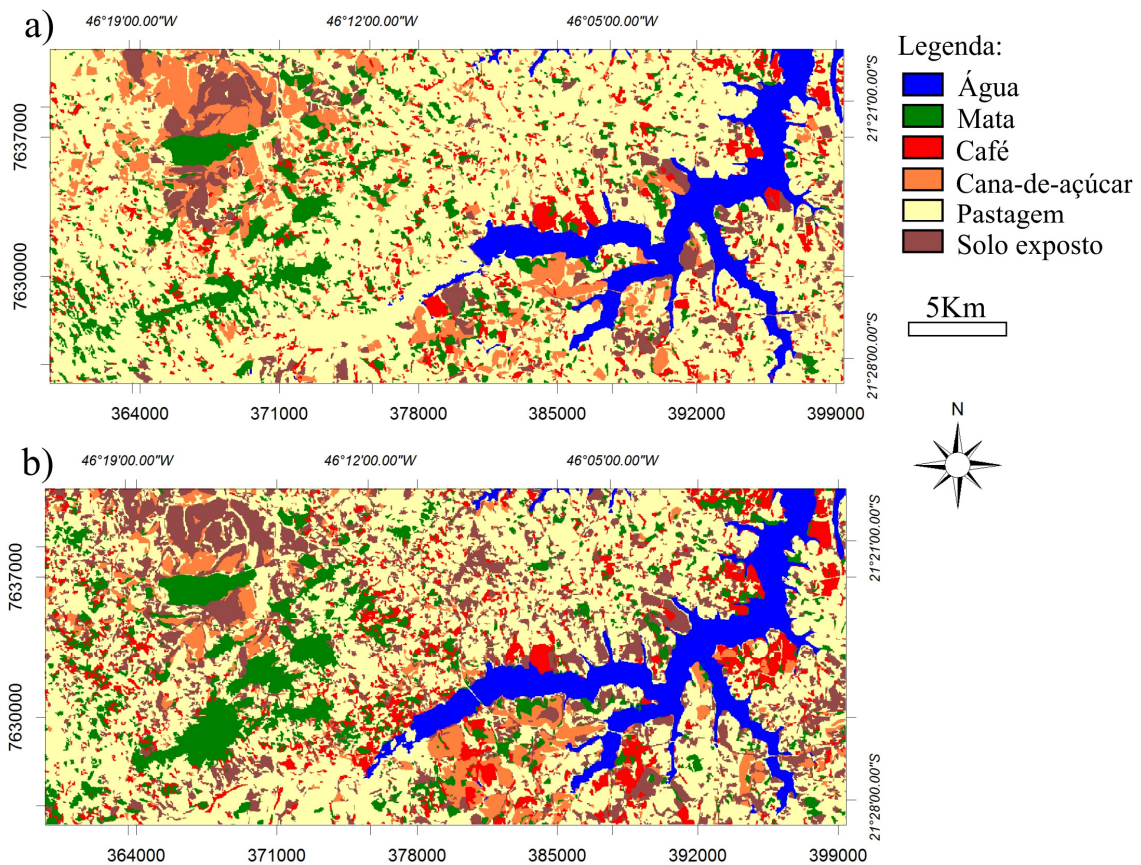 a)
46°19'00.00"W 46°12'00.00"W 46°05'00.00"W
21°21'00.00"S
21°28'00.00"S
7637000
7630000
364000 371000 378000 385000 392000 399000
Legenda:
Água
Mata
Café
Cana-de-açúcar
Pastagem
Solo exposto
5Km
N
b)
46°19'00.00"W 46°12'00.00"W 46°05'00.00"W
21°21'00.00"S
21°28'00.00"S
7637000
7630000
364000 371000 378000 385000 392000 399000